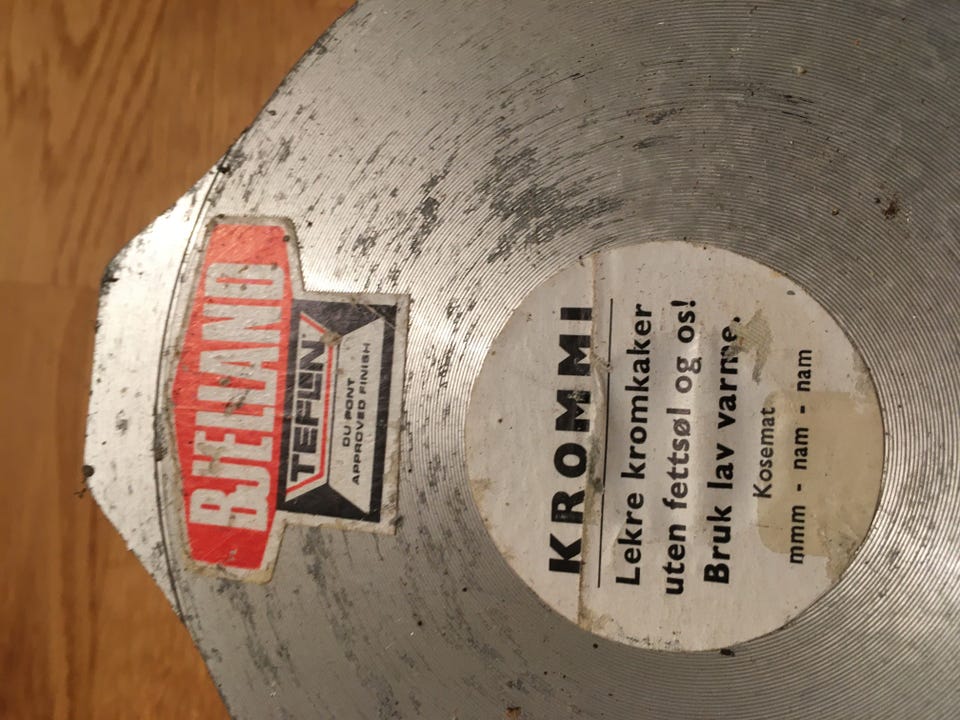 BJELLAND
TEFLON
DU PONT
APPROVED FINISH
KROMMI
Lekre kromkaker
uten fettsøl og os!
Bruk lav varme.
Kosemat
mmm - nam - nam